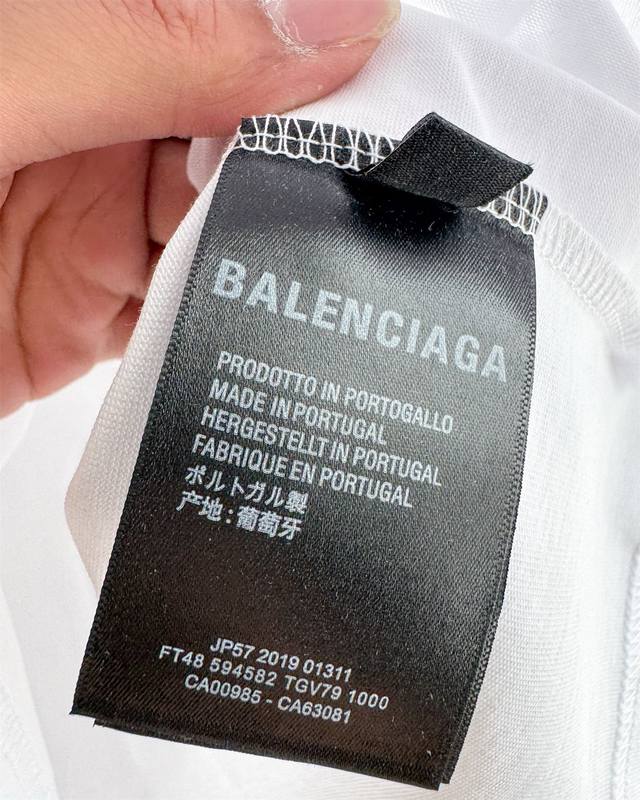 BALENCIAGA
PRODOTTO IN PORTOGALLO
MADE IN PORTUGAL
HERGESTELLT IN PORTUGAL
FABRIQUE EN PORTUGAL
ポルトガル製
产地:葡萄牙
JP57 2019 01311
FT48 594582 TGV79 1000
CA00985 - CA63081